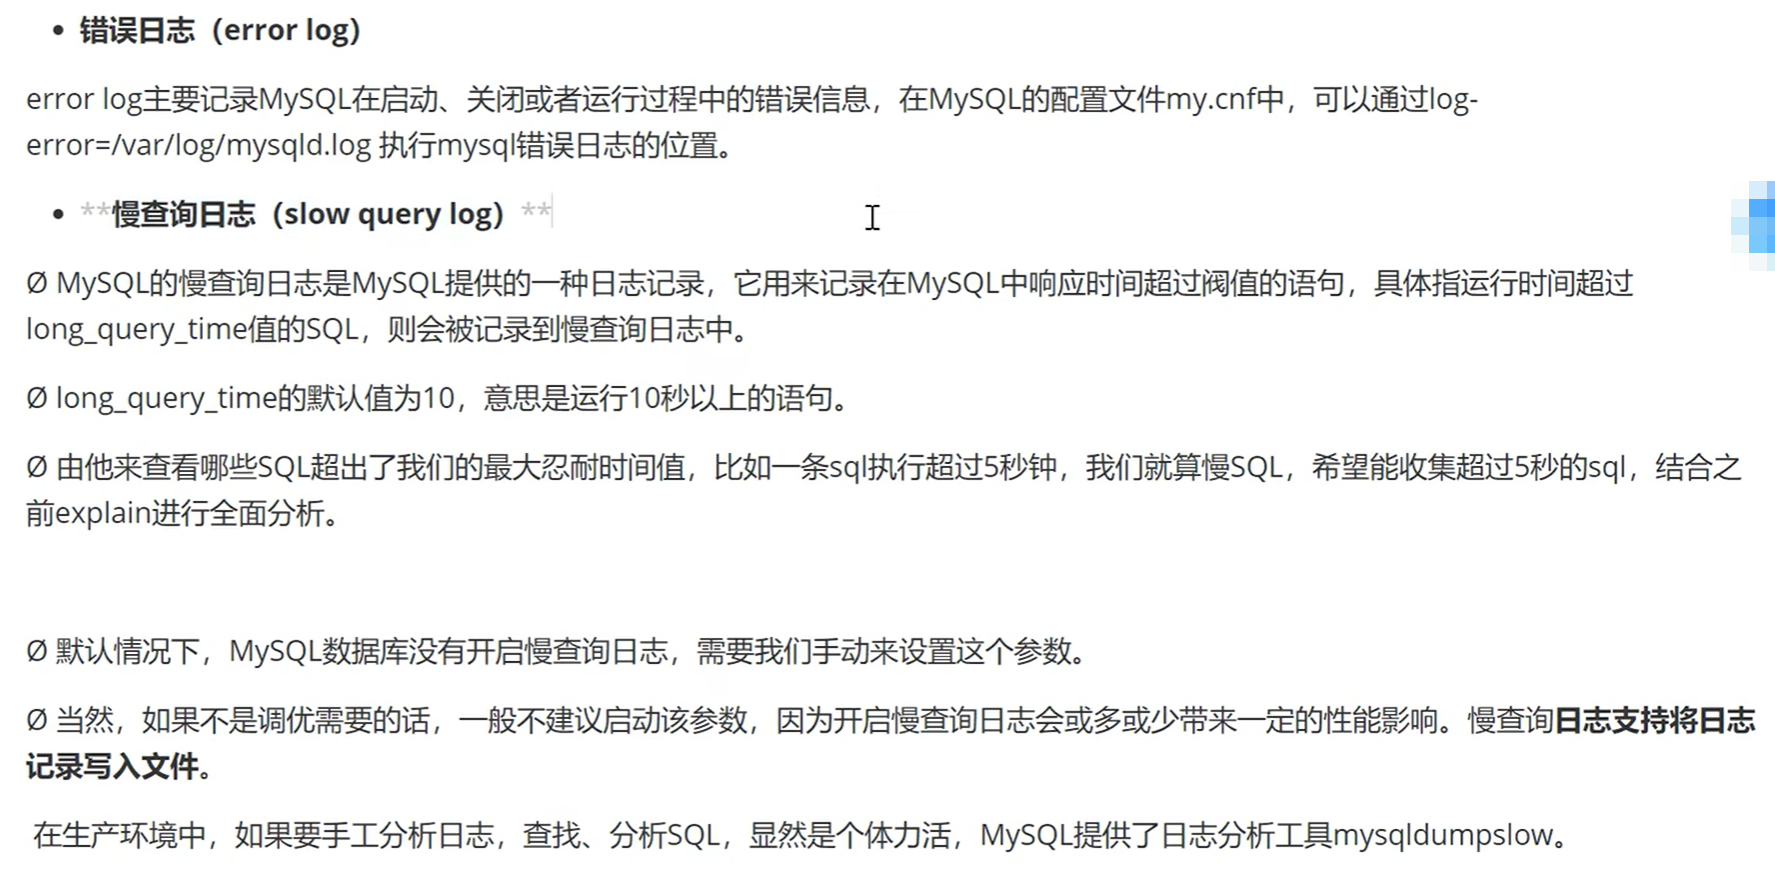 • 错误日志（error log）
error log主要记录MySQL在启动、关闭或者运行过程中的错误信息，在MySQL的配置文件my.cnf中，可以通过log-
error=/var/log/mysqld.log 执行mysql错误日志的位置。
• **慢查询日志（slow query log） **
Ø MySQL的慢查询日志是MySQL提供的一种日志记录，它用来记录在MySQL中响应时间超过阀值的语句，具体指运行时间超过
long_query_time值的SQL，则会被记录到慢查询日志中。
Ø long_query_time的默认值为10，意思是运行10秒以上的语句。
Ø 由他来查看哪些SQL超出了我们的最大忍耐时间值，比如一条sql执行超过5秒钟，我们就算慢SQL，希望能收集超过5秒的sql，结合之
前explain进行全面分析。
Ø 默认情况下，MySQL数据库没有开启慢查询日志，需要我们手动来设置这个参数。
Ø 当然，如果不是调优需要的话，一般不建议启动该参数，因为开启慢查询日志会或多或少带来一定的性能影响。慢查询日志支持将日志
记录写入文件。
在生产环境中，如果要手工分析日志，查找、分析SQL，显然是个体力活，MySQL提供了日志分析工具mysqldumpslow。